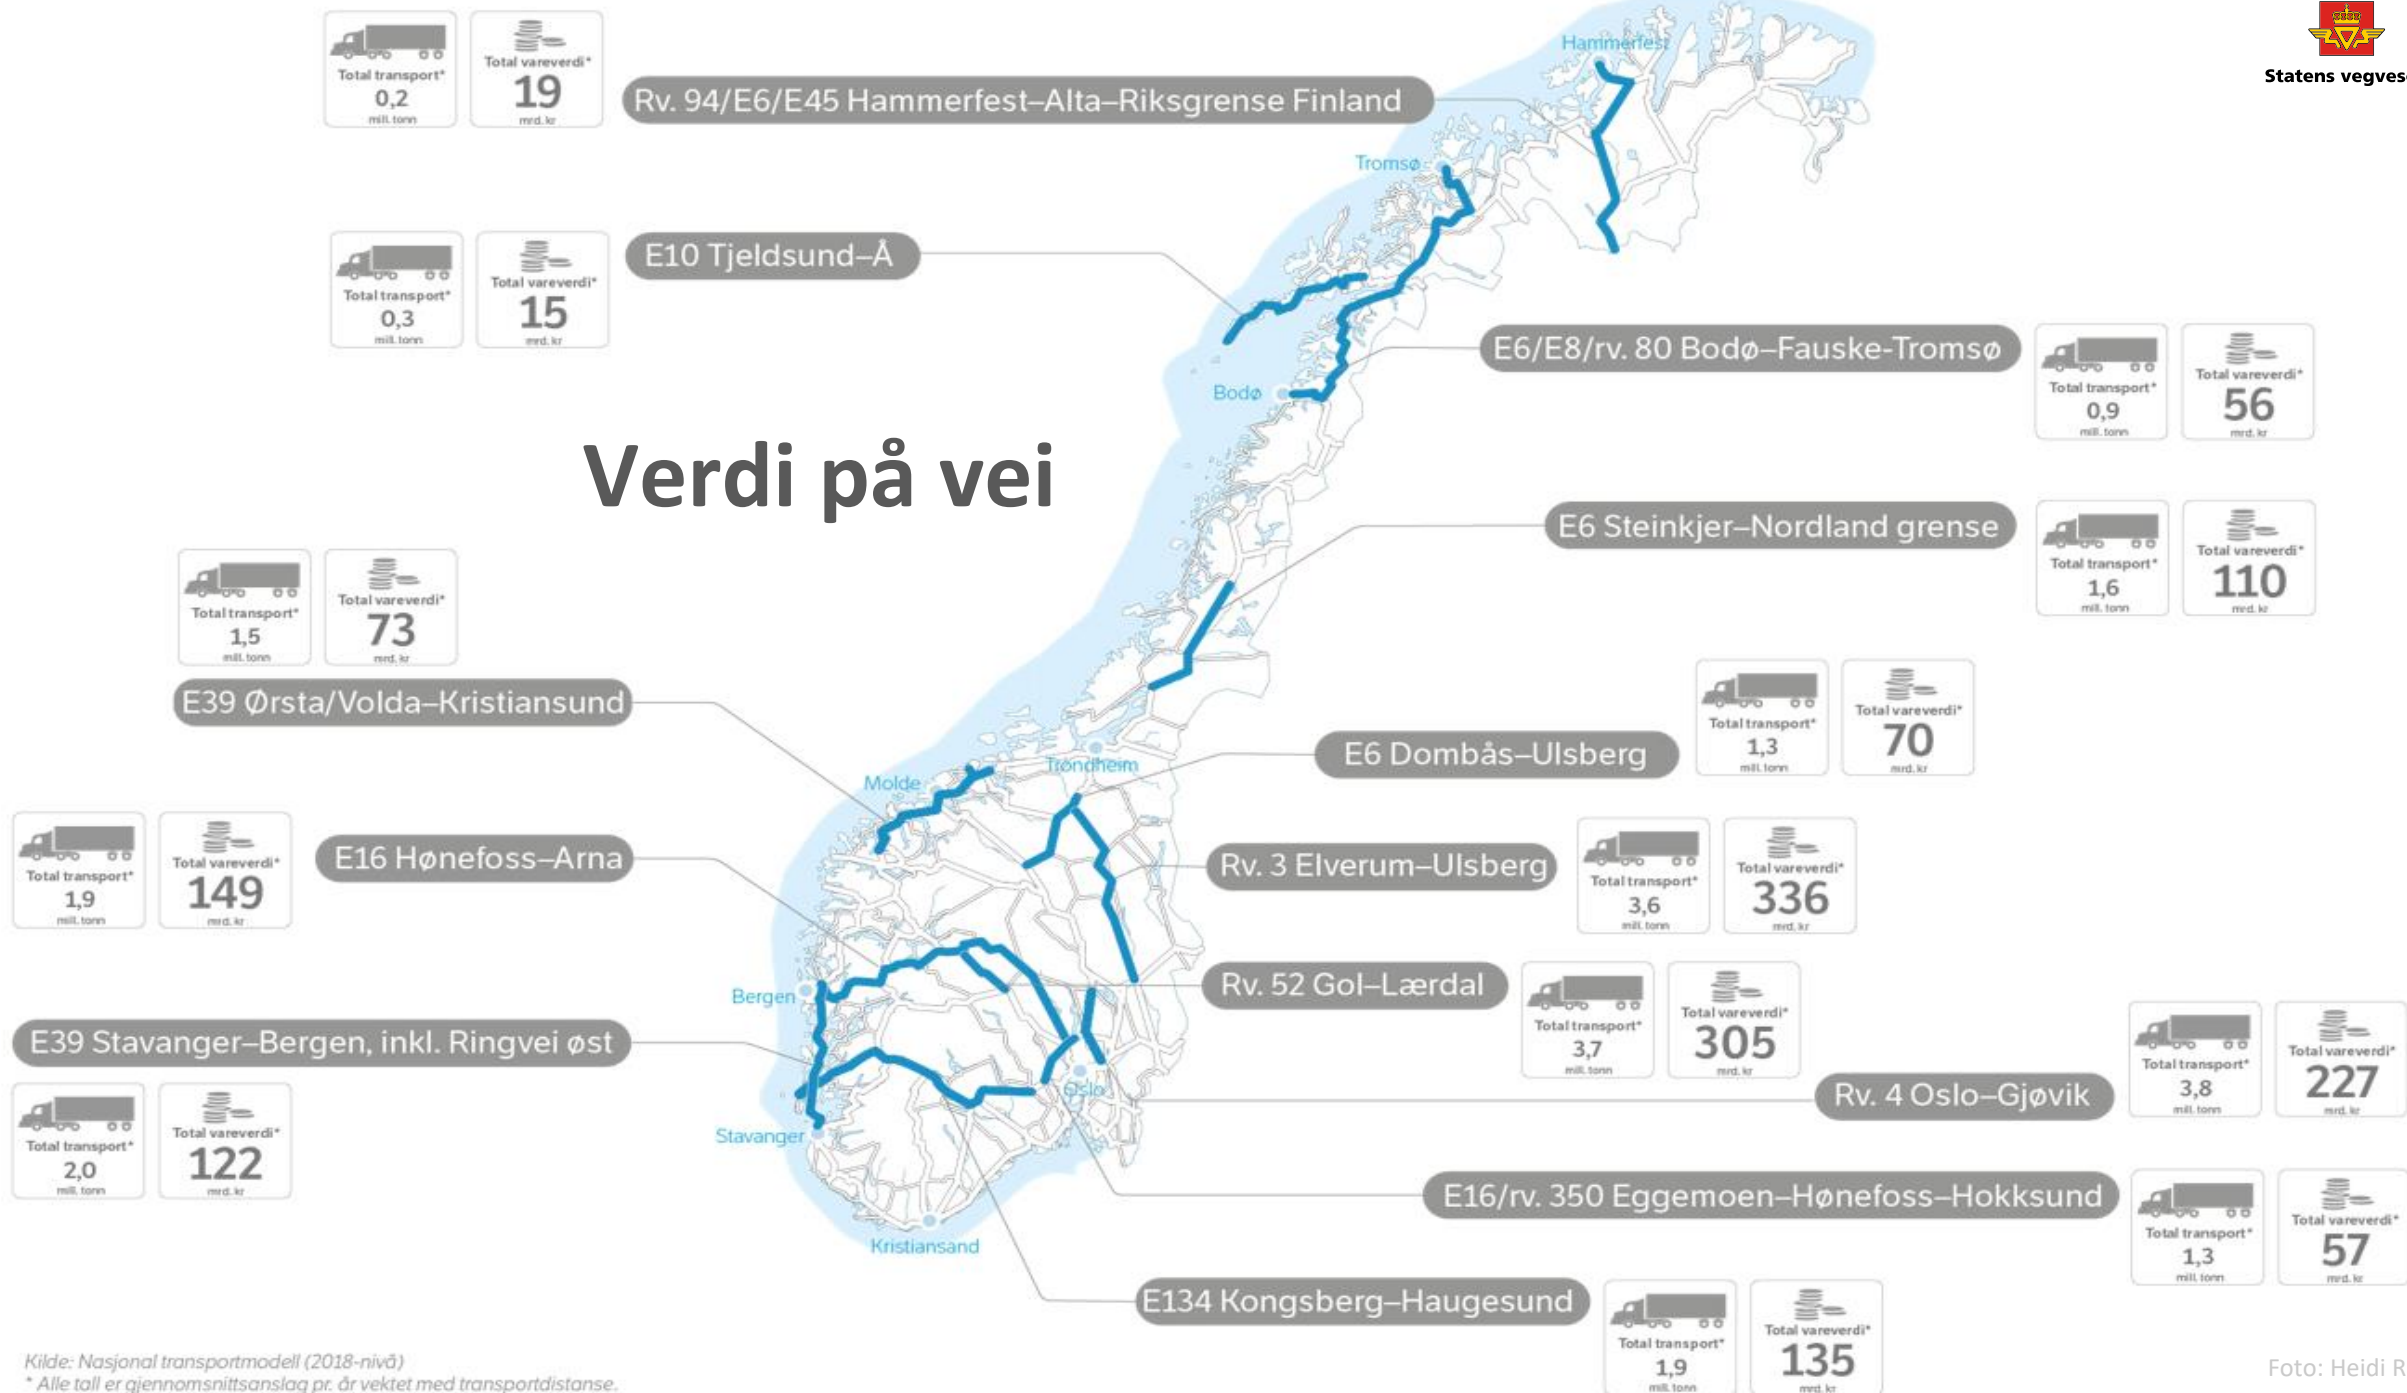 Statens vegvese
Total transport*
0,2
mill. tonn
Total vareverdi*
19
mrd. kr
Rv. 94/E6/E45 Hammerfest–Alta–Riksgrense Finland
Hammerfest
Tromsø
Total transport*
0,3
mill. tonn
Total vareverdi*
15
mrd. kr
E10 Tjeldsund–Å
E6/E8/rv. 80 Bodø–Fauske-Tromsø
Total transport*
0,9
mill. tonn
Total vareverdi*
56
mrd. kr
Bodø
Verdi på vei
E6 Steinkjer–Nordland grense
Total transport*
1,6
mill. tonn
Total vareverdi*
110
mrd. kr
Total transport*
1,5
mill. tonn
Total vareverdi*
73
mrd. kr
E39 Ørsta/Volda–Kristiansund
E6 Dombås–Ulsberg
Total transport*
1,3
mill. tonn
Total vareverdi*
70
mrd. kr
Trondheim
Molde
Total transport*
1,9
mill. tonn
Total vareverdi*
149
mrd. kr
E16 Hønefoss–Arna
Rv. 3 Elverum–Ulsberg
Total transport*
3,6
mill. tonn
Total vareverdi*
336
mrd. kr
Bergen
Rv. 52 Gol–Lærdal
Total transport*
3,7
mill. tonn
Total vareverdi*
305
mrd. kr
E39 Stavanger–Bergen, inkl. Ringvei øst
Total transport*
2,0
mill. tonn
Total vareverdi*
122
mrd. kr
Oslo
Rv. 4 Oslo–Gjøvik
Total transport*
3,8
mill. tonn
Total vareverdi*
227
mrd. kr
Stavanger
E16/rv. 350 Eggemoen–Hønefoss–Hokksund
Total transport*
1,3
mill. tonn
Total vareverdi*
57
mrd. kr
Kristiansand
E134 Kongsberg–Haugesund
Total transport*
1,9
mill. tonn
Total vareverdi*
135
mrd. kr
Kilde: Nasjonal transportmodell (2018-nivå)
* Alle tall er gjennomsnittsanslag pr. år vektet med transportdistanse.
Foto: Heidi R